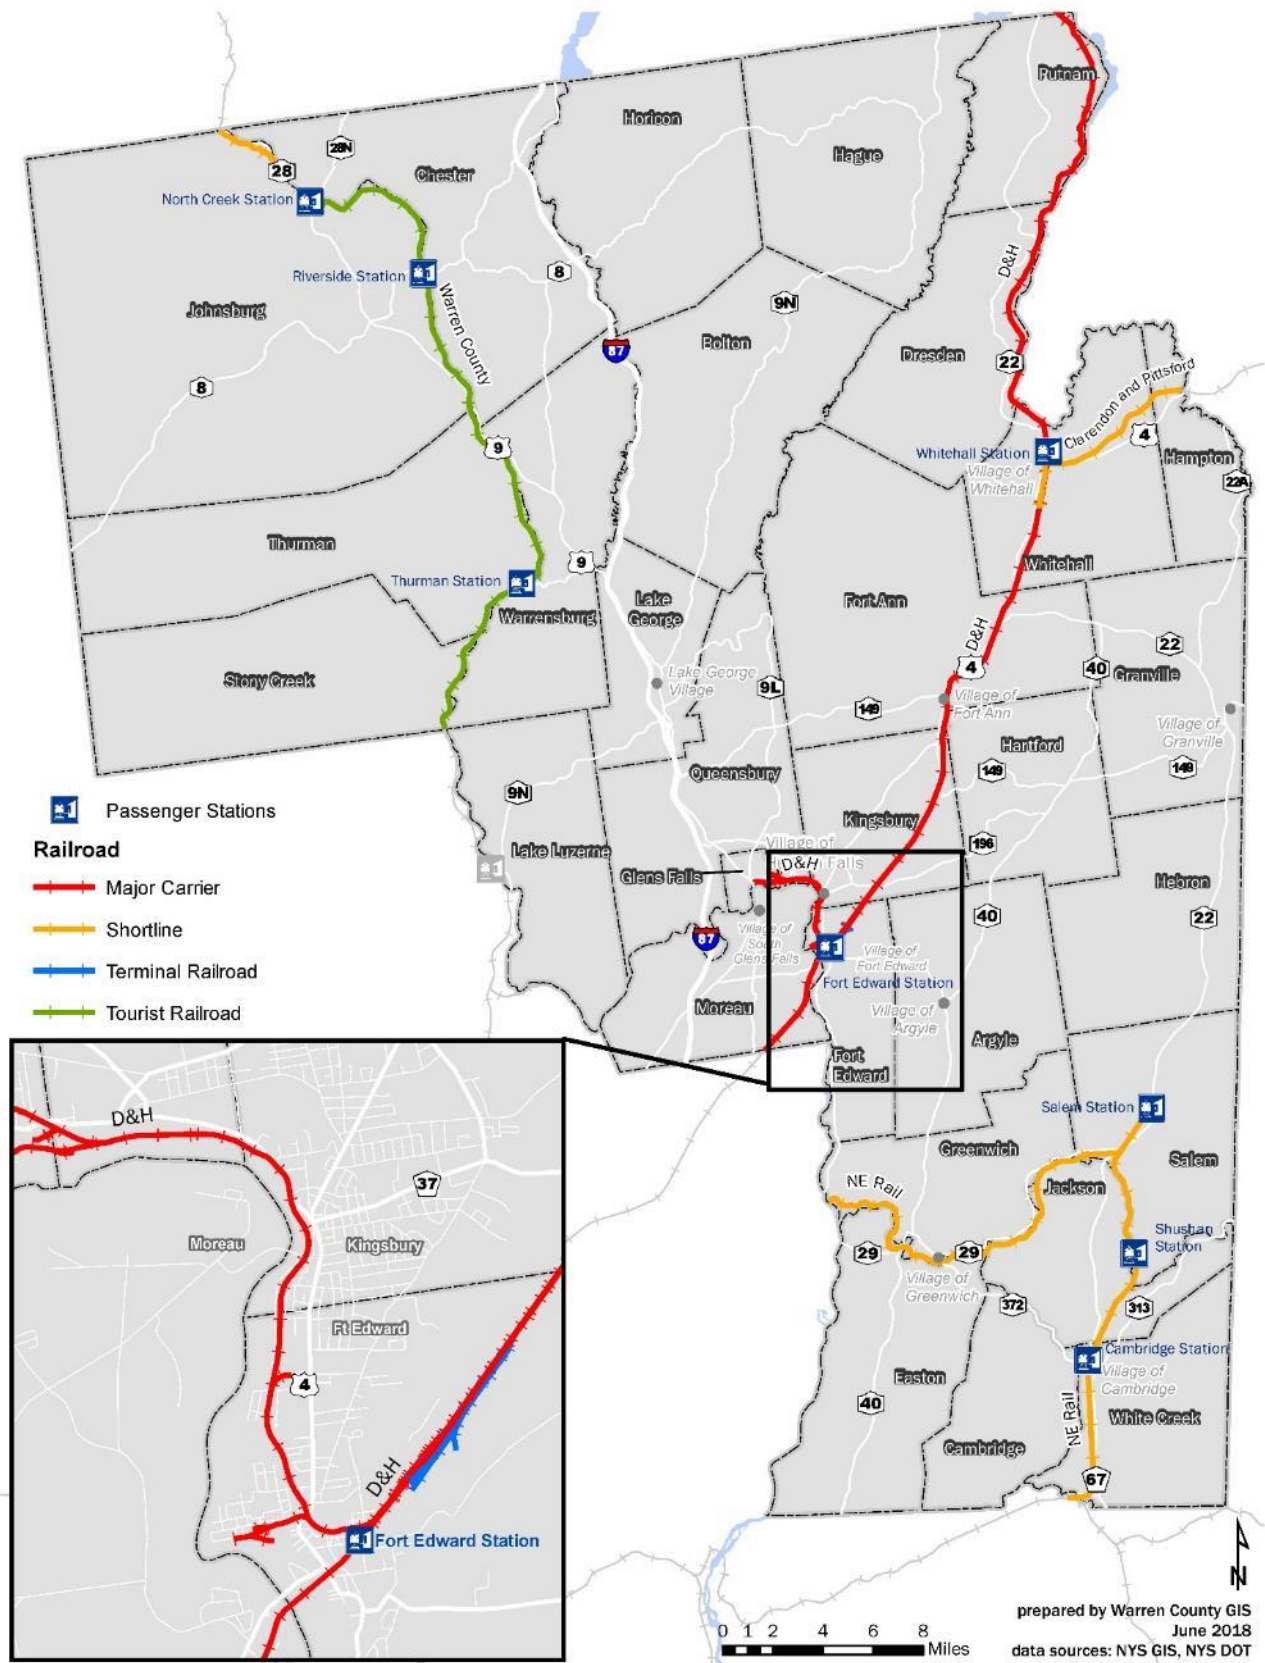 Putnam
Horicon
Hague
28N
28
Chester
North Creek Station
D&H
Riverside Station
8
9N
Warren County
Johnsburg
Bolton
87
Dresden
22
8
Clarendon and Pittsford
4
9
Whitehall Station
Village of
Whitehall
Hampton
22A
Thurman
9
Whitehall
Thurman Station
Warrensburg
Lake
George
Fort Ann
D&H
22
4
40
Granville
Stony Creek
Lake George
Village
9L
149
Village of
Fort Ann
Village of
Granville
Hartford
Queensbury
149
149
9N
Passenger Stations
Kingsbury
Railroad
Village of
Falls
196
Lake Luzerne
D&H
Glens Falls
Hebron
Major Carrier
40
22
Shortline
87
Village of
South
Glens Falls
Village of
Fort Edward
Fort Edward Station
Terminal Railroad
Moreau
Village of
Argyle
Tourist Railroad
Argyle
Fort
Edward
Salem Station
D&H
Greenwich
Salem
37
NE Rail
Jackson
Moreau
Kingsbury
Shushan
Station
29
29
Village of
Greenwich
372
313
Ft Edward
Cambridge Station
Village of
Cambridge
4
Easton
40
NE Rail
White Creek
Cambridge
D&H
67
Fort Edward Station
N
prepared by Warren County GIS
June 2018
data sources: NYS GIS, NYS DOT
0 1 2 4 6 8
Miles